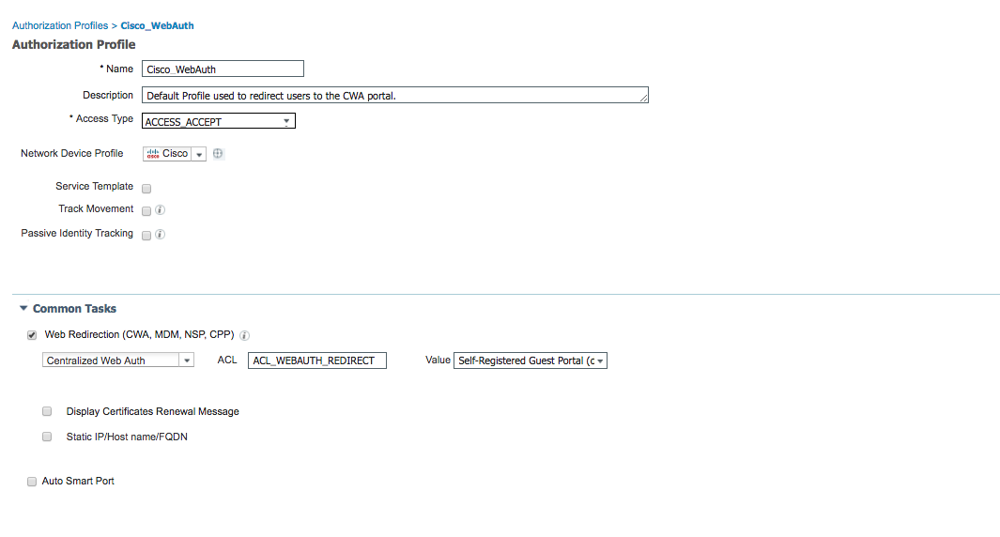 Authorization Profiles > Cisco_WebAuth
Authorization Profile
* Name Cisco_WebAuth
Description Default Profile used to redirect users to the CWA portal.
* Access Type ACCESS_ACCEPT
Network Device Profile CISCO Cisco
Service Template
Track Movement i
Passive Identity Tracking i
Common Tasks
Web Redirection (CWA, MDM, NSP, CPP) i
Centralized Web Auth ACL ACL_WEBAUTH_REDIRECT Value Self-Registered Guest Portal (c
Display Certificates Renewal Message
Static IP/Host name/FQDN
Auto Smart Port